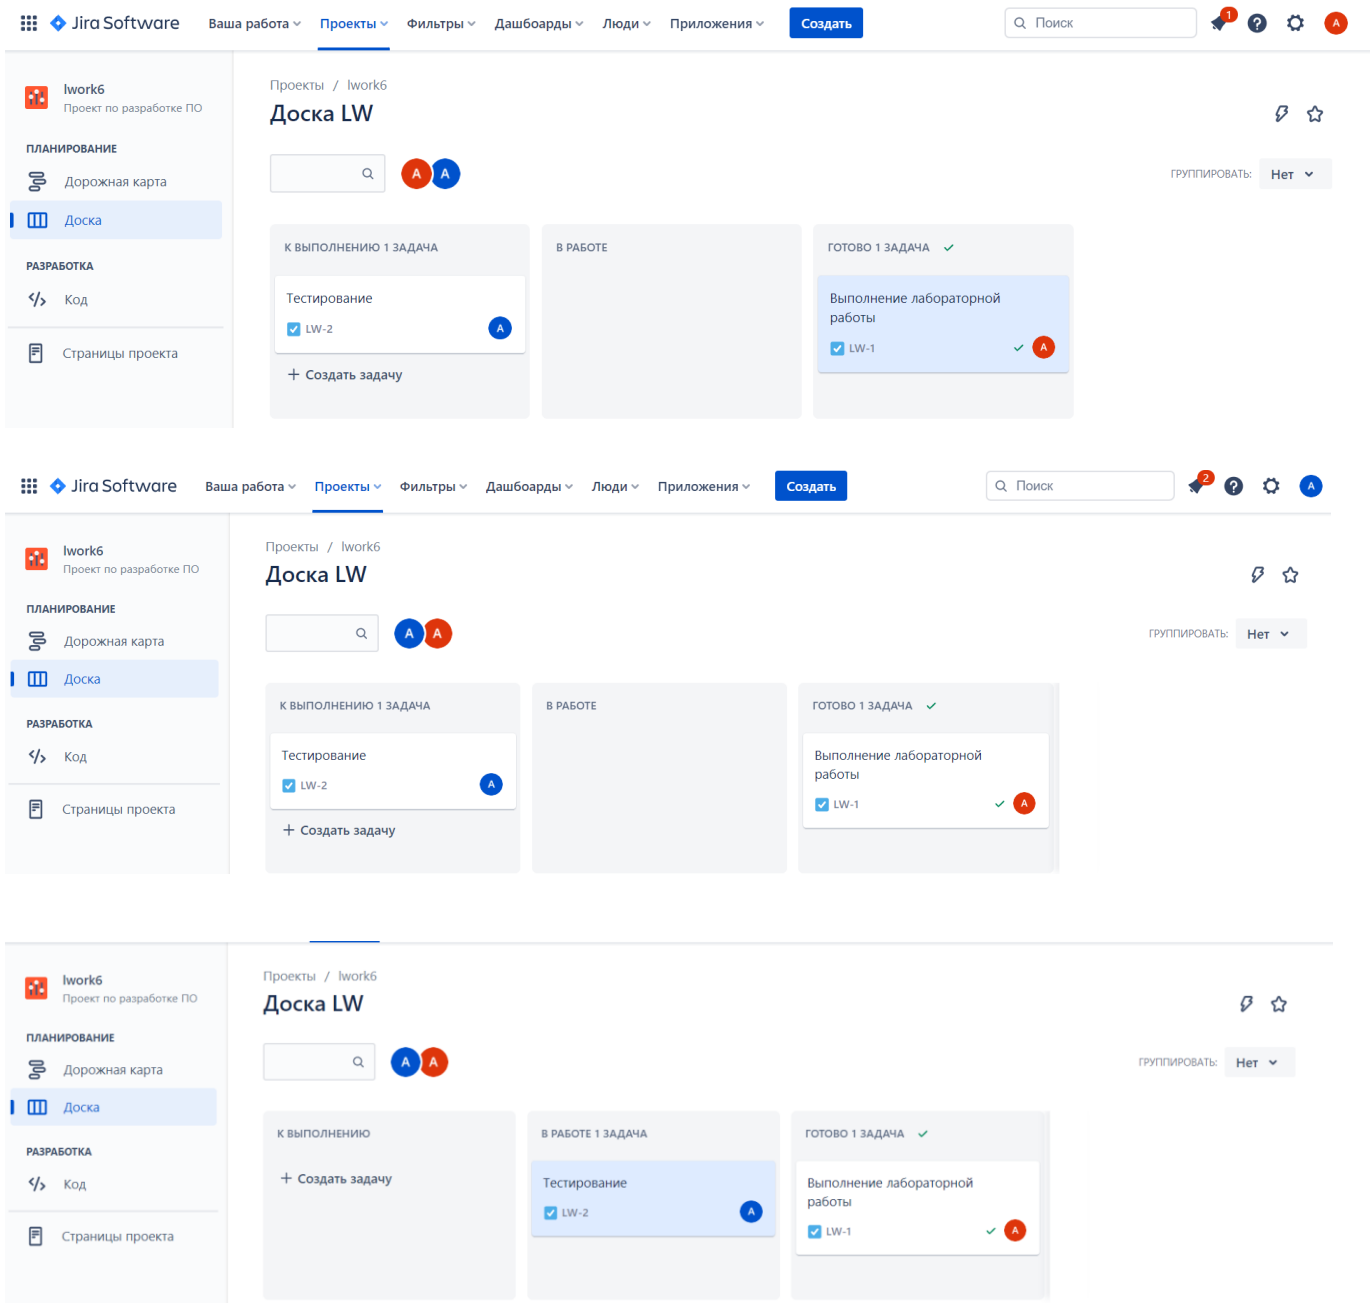 Jira Software Ваша работа Проекты Фильтры Дашбоарды Люди Приложения Создать Поиск 1 A
lwork6
Проект по разработке ПО
ПЛАНИРОВАНИЕ
Дорожная карта
Доска
РАЗРАБОТКА
Код
Страницы проекта
Проекты / lwork6
Доска LW
A A ГРУППИРОВАТЬ: Нет
К ВЫПОЛНЕНИЮ 1 ЗАДАЧА
Тестирование
LW-2 A
+ Создать задачу
В РАБОТЕ
ГОТОВО 1 ЗАДАЧА
Выполнение лабораторной
работы
LW-1 A
Jira Software Ваша работа Проекты Фильтры Дашбоарды Люди Приложения Создать Поиск 2 A
lwork6
Проект по разработке ПО
ПЛАНИРОВАНИЕ
Дорожная карта
Доска
РАЗРАБОТКА
Код
Страницы проекта
Проекты / lwork6
Доска LW
A A ГРУППИРОВАТЬ: Нет
К ВЫПОЛНЕНИЮ 1 ЗАДАЧА
Тестирование
LW-2 A
+ Создать задачу
В РАБОТЕ
ГОТОВО 1 ЗАДАЧА
Выполнение лабораторной
работы
LW-1 A
lwork6
Проект по разработке ПО
ПЛАНИРОВАНИЕ
Дорожная карта
Доска
РАЗРАБОТКА
Код
Страницы проекта
Проекты / lwork6
Доска LW
A A ГРУППИРОВАТЬ: Нет
К ВЫПОЛНЕНИЮ
+ Создать задачу
В РАБОТЕ 1 ЗАДАЧА
Тестирование
LW-2 A
ГОТОВО 1 ЗАДАЧА
Выполнение лабораторной
работы
LW-1 A